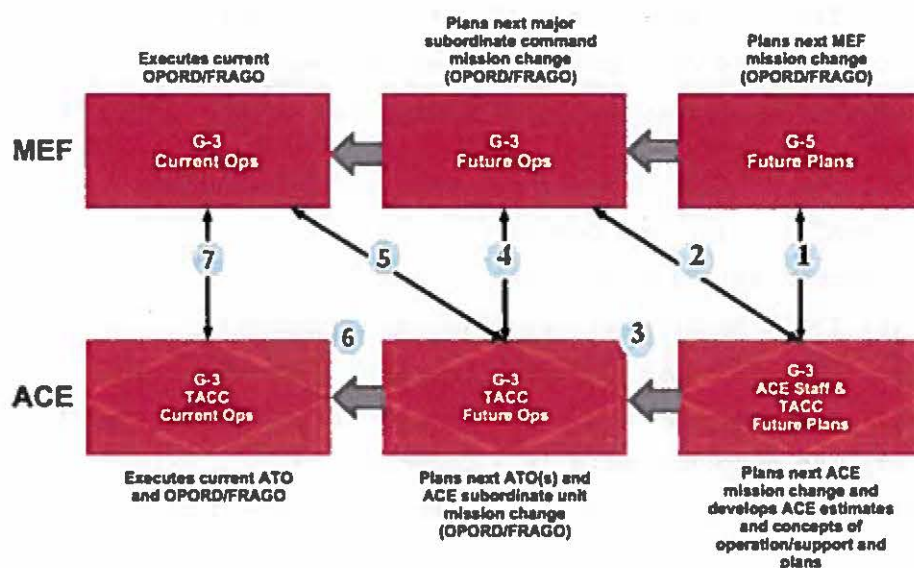 Executes current
OPORD/FRAGO
Plans next major
subordinate command
mission change
(OPORD/FRAGO)
Plans next MEF
mission change
(OPORD/FRAGO)
MEF
G-3
Current Ops
G-3
Future Ops
G-5
Future Plans
7
5
4
2
1
6
3
ACE
G-3
TACC
Current Ops
G-3
TACC
Future Ops
G-3
ACE Staff &
TACC
Future Plans
Executes current ATO
and OPORD/FRAGO
Plans next ATO(s) and
ACE subordinate unit
mission change
(OPORD/FRAGO)
Plans next ACE
mission change and
develops ACE estimates
and concepts of
operation/support and
plans